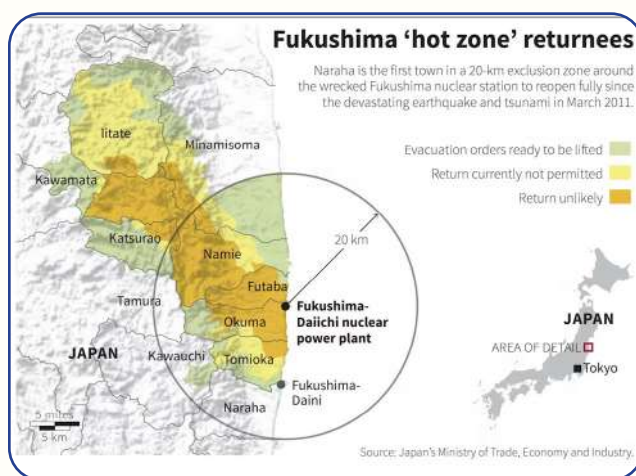 Fukushima ‘hot zone’ returnees
Naraha is the first town in a 20-km exclusion zone around
the wrecked Fukushima nuclear station to reopen fully since
the devastating earthquake and tsunami in March 2011.
Evacuation orders ready to be lifted
Return currently not permitted
Return unlikely
Iitate
Minamisoma
Kawamata
Katsurao
Namie
20 km
Futaba
Tamura
Fukushima-
Daiichi nuclear
power plant
Okuma
JAPAN
Kawauchi
Tomioka
Fukushima-
Daini
Naraha
5 miles
5 km
JAPAN
AREA OF DETAIL
Tokyo
Source: Japan’s Ministry of Trade, Economy and Industry.